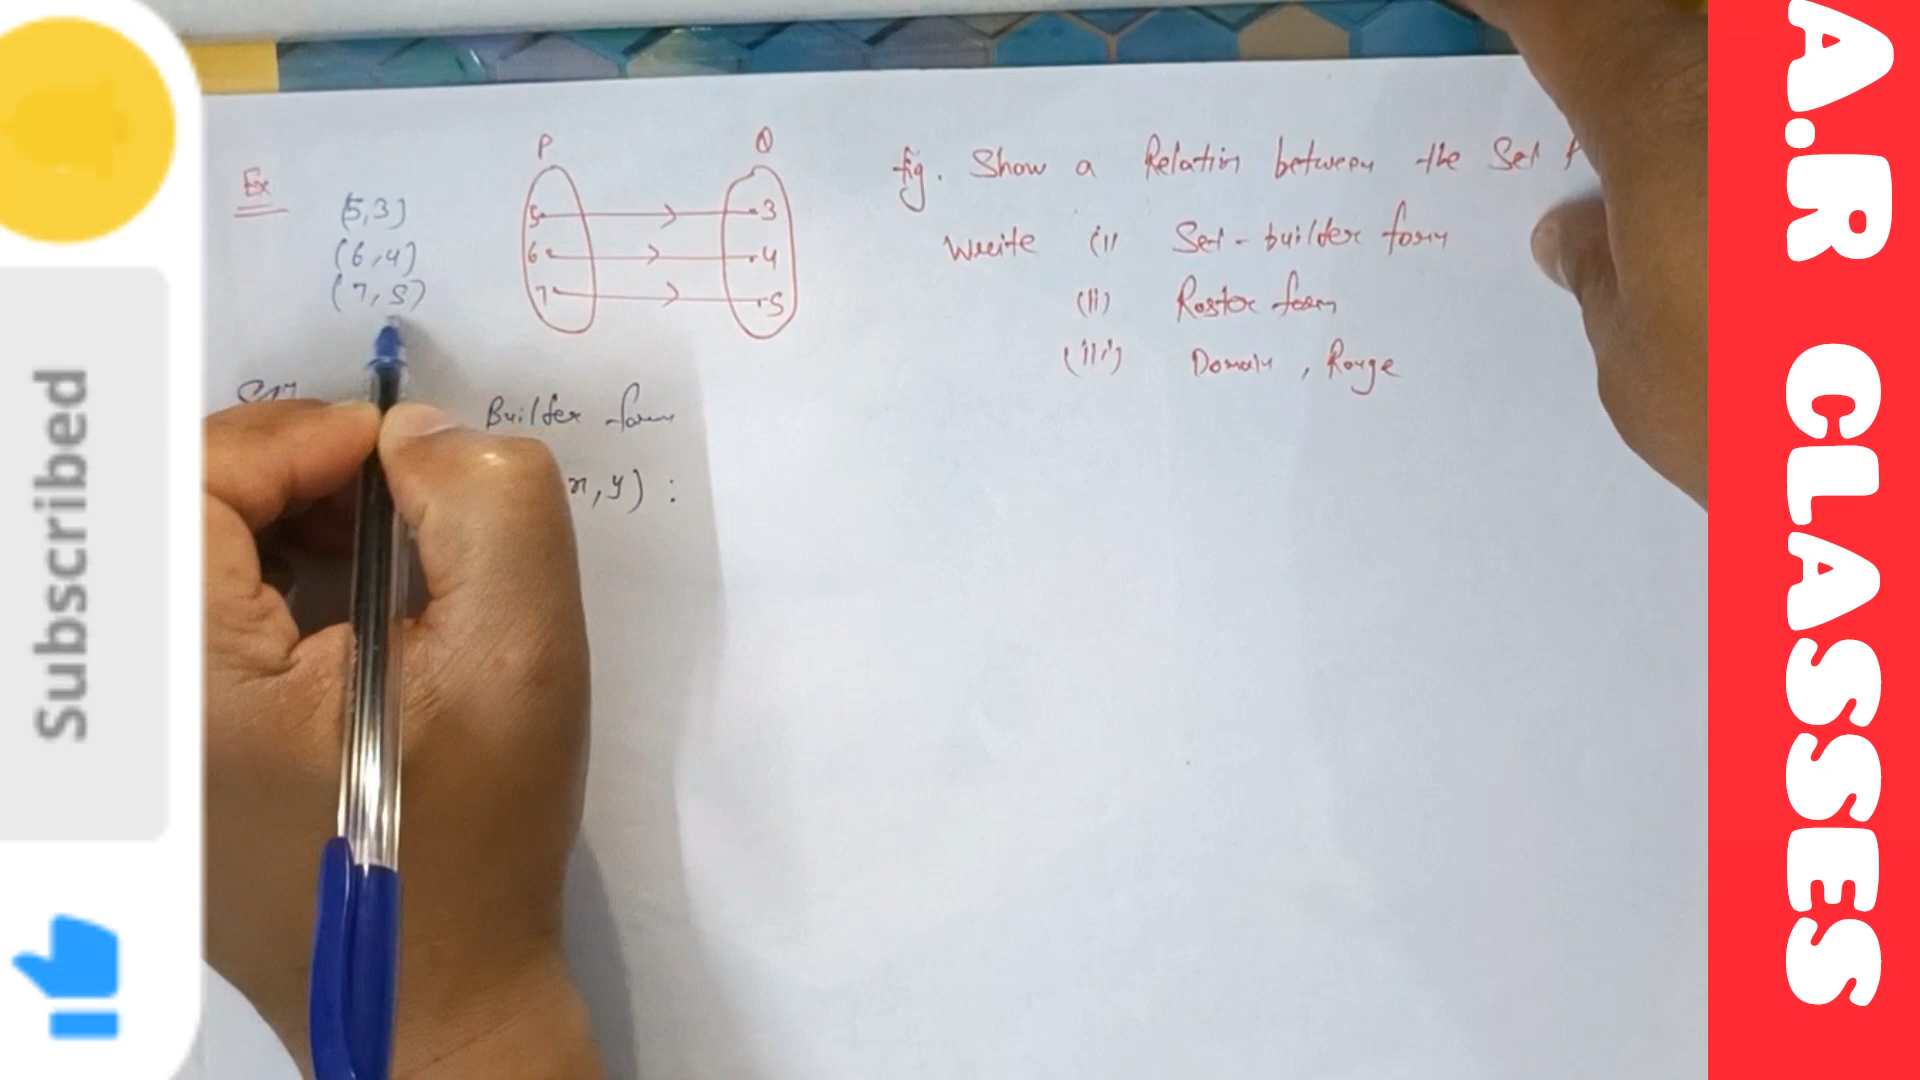 Ex
(5,3)
(6,4)
(7,5)
P
Q
5
6
7
3
4
5
fig. Show a Relation between the Set
Write (i) Set-builder form
(ii) Roster form
(iii) Domain, Range
Soln
Builder form
x,y) :
Subscribed
A.R CLASSES